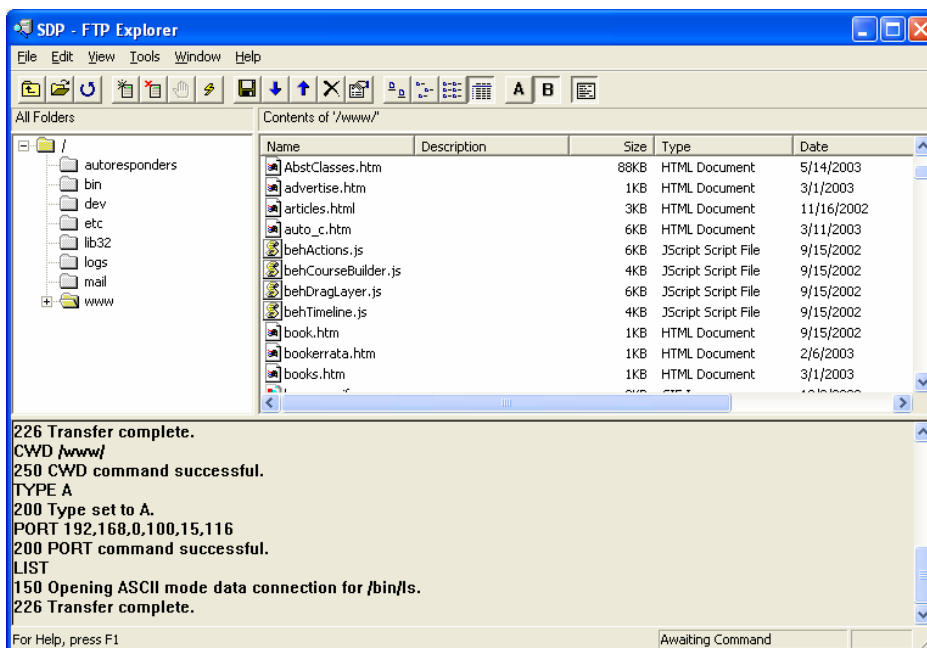 SDP - FTP Explorer
File Edit View Tools Window Help
A B
All Folders Contents of '/www/'
Name Description Size Type Date
/
autoresponders
bin
dev
etc
lib32
logs
mail
www
AbstClasses.htm 88KB HTML Document 5/14/2003
advertise.htm 1KB HTML Document 3/1/2003
articles.html 3KB HTML Document 11/16/2002
auto_c.htm 6KB HTML Document 3/11/2003
behActions.js 6KB JScript Script File 9/15/2002
behCourseBuilder.js 4KB JScript Script File 9/15/2002
behDragLayer.js 6KB JScript Script File 9/15/2002
behTimeline.js 4KB JScript Script File 9/15/2002
book.htm 1KB HTML Document 9/15/2002
bookerrata.htm 1KB HTML Document 2/6/2003
books.htm 1KB HTML Document 3/1/2003
226 Transfer complete.
CWD /www/
250 CWD command successful.
TYPE A
200 Type set to A.
PORT 192,168,0,100,15,116
200 PORT command successful.
LIST
150 Opening ASCII mode data connection for /bin/ls.
226 Transfer complete.
For Help, press F1 Awaiting Command